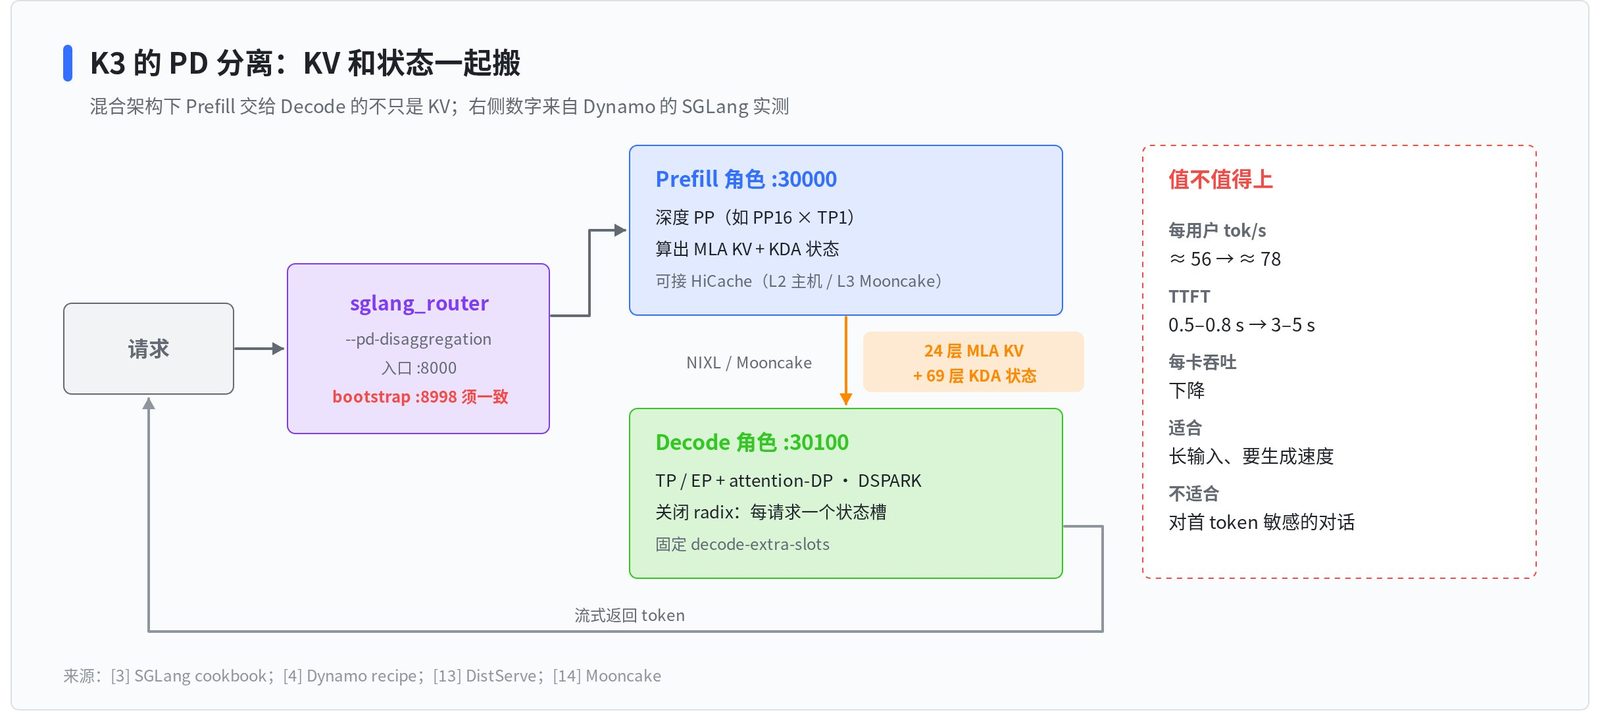 K3 的 PD 分离：KV 和状态一起搬
混合架构下 Prefill 交给 Decode 的不只是 KV；右侧数字来自 Dynamo 的 SGLang 实测
请求
sglang_router
--pd-disaggregation
入口 :8000
bootstrap :8998 须一致
Prefill 角色 :30000
深度 PP（如 PP16 × TP1）
算出 MLA KV + KDA 状态
可接 HiCache（L2 主机 / L3 Mooncake）
NIXL / Mooncake
24 层 MLA KV
+ 69 层 KDA 状态
Decode 角色 :30100
TP / EP + attention-DP · DSPARK
关闭 radix：每请求一个状态槽
固定 decode-extra-slots
流式返回 token
值不值得上
每用户 tok/s
≈ 56 → ≈ 78
TTFT
0.5–0.8 s → 3–5 s
每卡吞吐
下降
适合
长输入、要生成速度
不适合
对首 token 敏感的对话
来源：[3] SGLang cookbook；[4] Dynamo recipe；[13] DistServe；[14] Mooncake